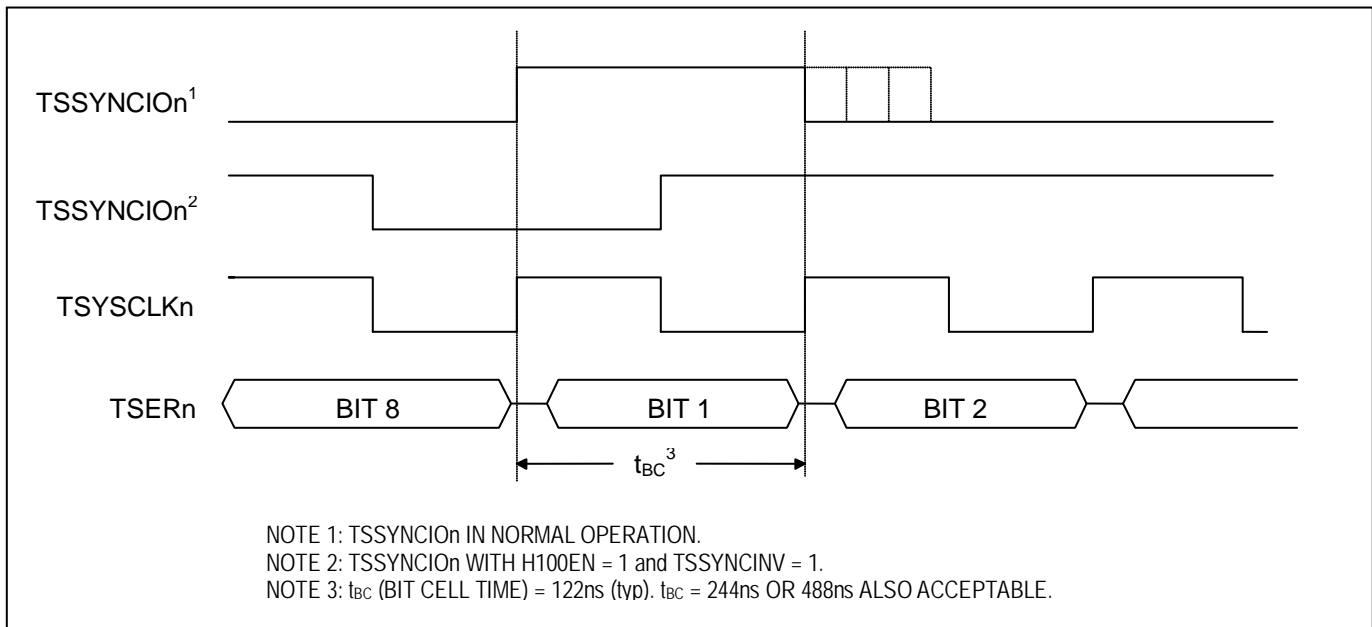 TSSYNCIOn¹
TSSYNCIOn²
TSYSCLKn
TSERn BIT 8 BIT 1 BIT 2
tBC³
NOTE 1: TSSYNCIOn IN NORMAL OPERATION.
NOTE 2: TSSYNCIOn WITH H100EN = 1 and TSSYNCINV = 1.
NOTE 3: tBC (BIT CELL TIME) = 122ns (typ). tBC = 244ns OR 488ns ALSO ACCEPTABLE.